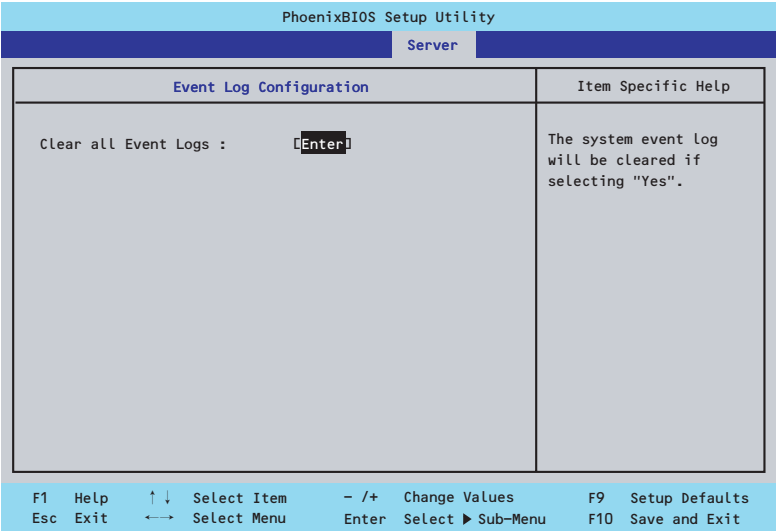 PhoenixBIOS Setup Utility
Server
Event Log Configuration
Item Specific Help
Clear all Event Logs : [Enter]
The system event log
will be cleared if
selecting "Yes".
F1 Help ↑↓ Select Item - /+ Change Values F9 Setup Defaults
Esc Exit ←→ Select Menu Enter Select ▶ Sub-Menu F10 Save and Exit